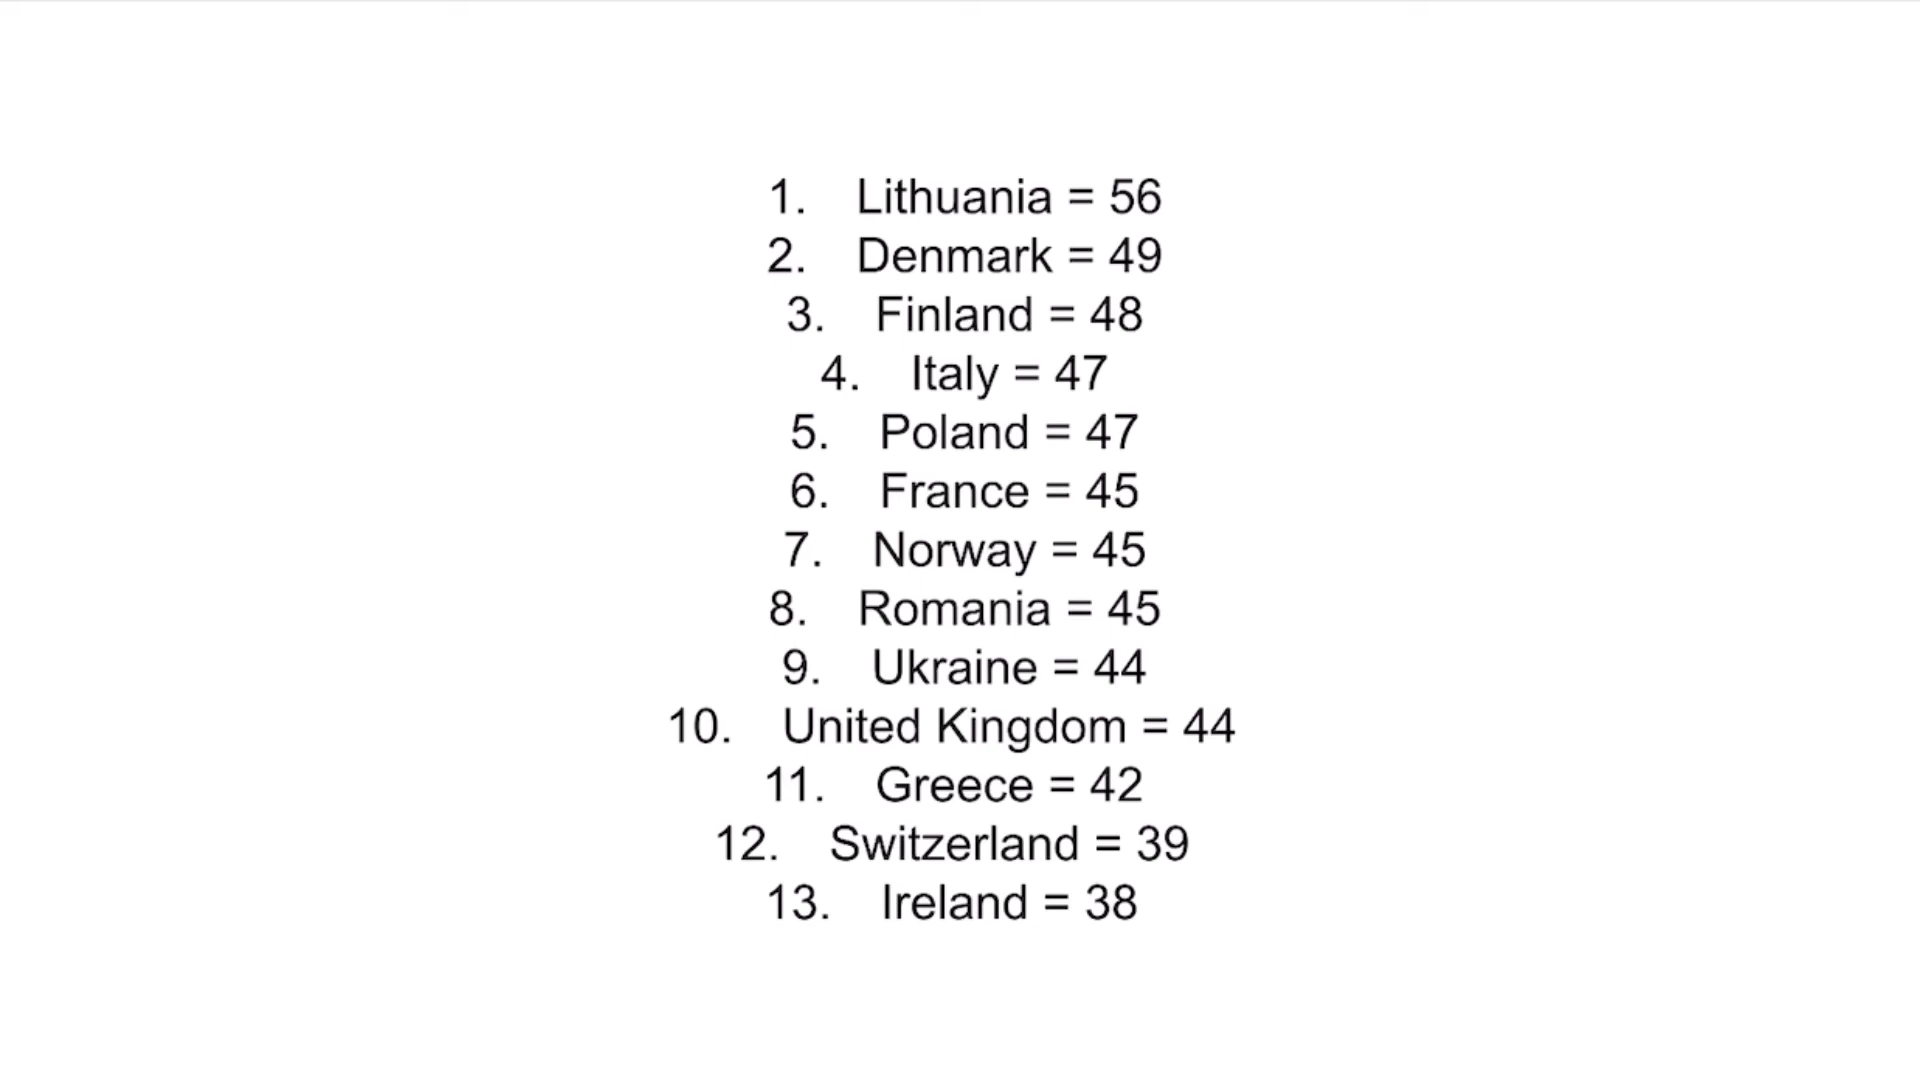 1. Lithuania = 56
2. Denmark = 49
3. Finland = 48
4. Italy = 47
5. Poland = 47
6. France = 45
7. Norway = 45
8. Romania = 45
9. Ukraine = 44
10. United Kingdom = 44
11. Greece = 42
12. Switzerland = 39
13. Ireland = 38